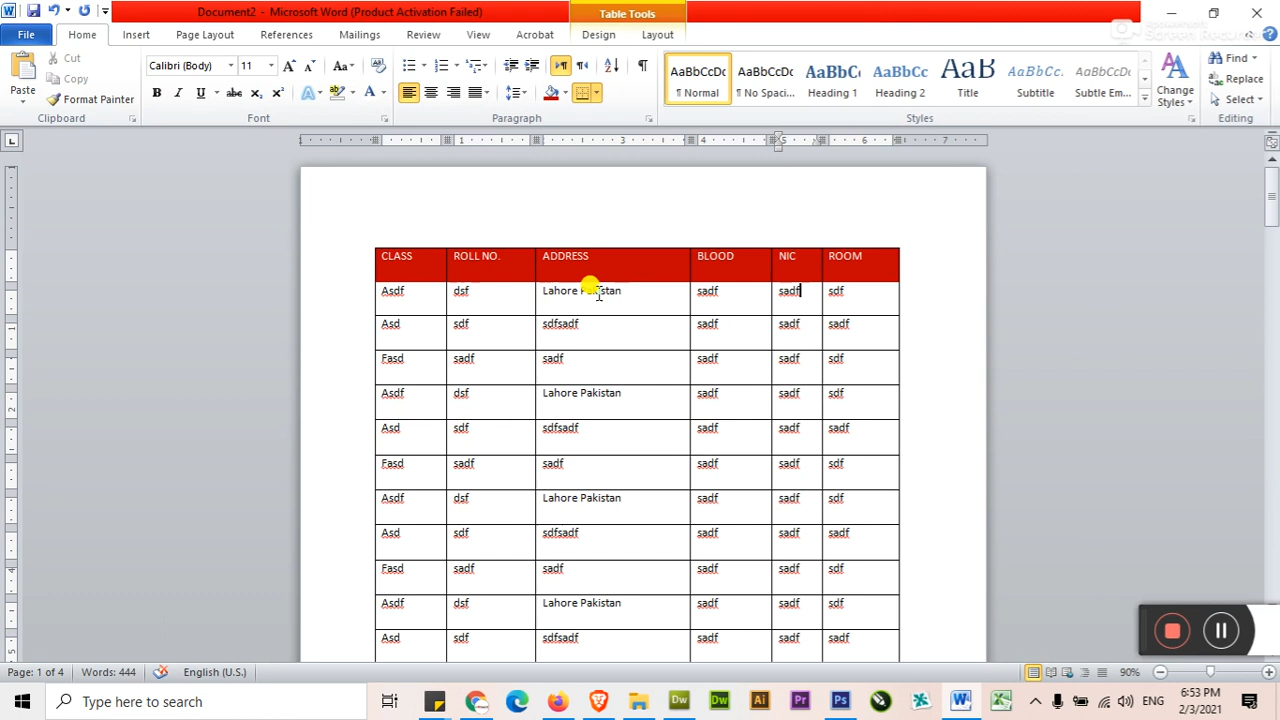 Document2 - Microsoft Word (Product Activation Failed)
Table Tools
File Home Insert Page Layout References Mailings Review View Acrobat Design Layout
Paste
Cut
Copy
Format Painter
Clipboard
Calibri (Body) 11
Font
Paragraph
AaBbCcDc AaBbCcDc AaBbC AaBbCc AaB AaBbCc. AaBbCcDc
¶ Normal ¶ No Spaci... Heading 1 Heading 2 Title Subtitle Subtle Em...
Change Styles
Styles
Find
Replace
Select
Editing
CLASS ROLL NO. ADDRESS BLOOD NIC ROOM
Asdf dsf Lahore Pakistan sadf sadf sdf
Asd sdf sdfsadf sadf sadf sadf
Fasd sadf sadf sadf sadf sdf
Asdf dsf Lahore Pakistan sadf sadf sdf
Asd sdf sdfsadf sadf sadf sadf
Fasd sadf sadf sadf sadf sdf
Asdf dsf Lahore Pakistan sadf sadf sdf
Asd sdf sdfsadf sadf sadf sadf
Fasd sadf sadf sadf sadf sdf
Asdf dsf Lahore Pakistan sadf sadf sdf
Asd sdf sdfsadf sadf sadf sadf
Page: 1 of 4 Words: 444 English (U.S.) 90%
Type here to search
ENG
6:53 PM
2/3/2021